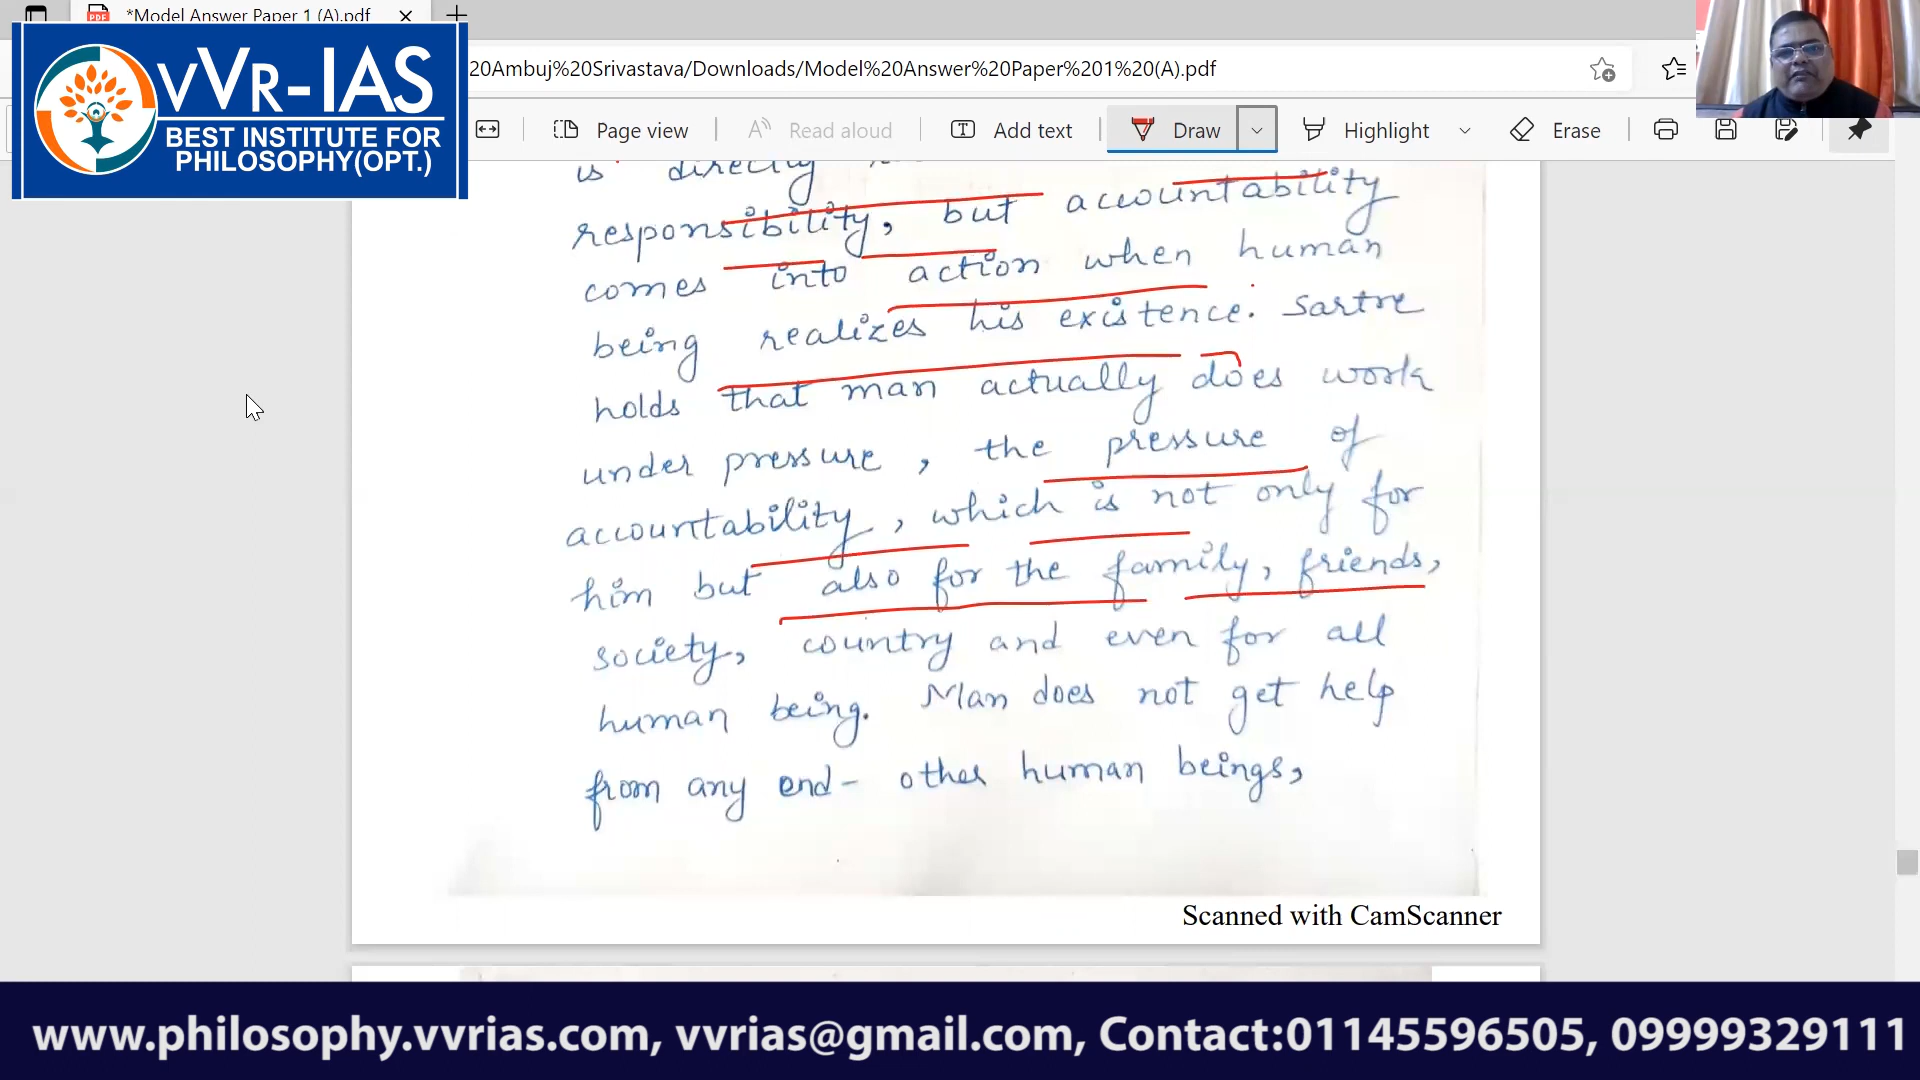 *Model Answer Paper 1 (A).pdf
vVR-IAS
BEST INSTITUTE FOR
PHILOSOPHY(OPT.)
20Ambuj%20Srivastava/Downloads/Model%20Answer%20Paper%201%20(A).pdf
Page view
Read aloud
Add text
Draw
Highlight
Erase
is directly
responsibility, but accountability
comes into action when human
being realizes his existence. Sartre
holds that man actually does work
under pressure, the pressure of
accountability, which is not only for
him but also for the family, friends,
society, country and even for all
human being. Man does not get help
from any end- other human beings,
Scanned with CamScanner
www.philosophy.vvrias.com, vvrias@gmail.com, Contact:01145596505, 09999329111